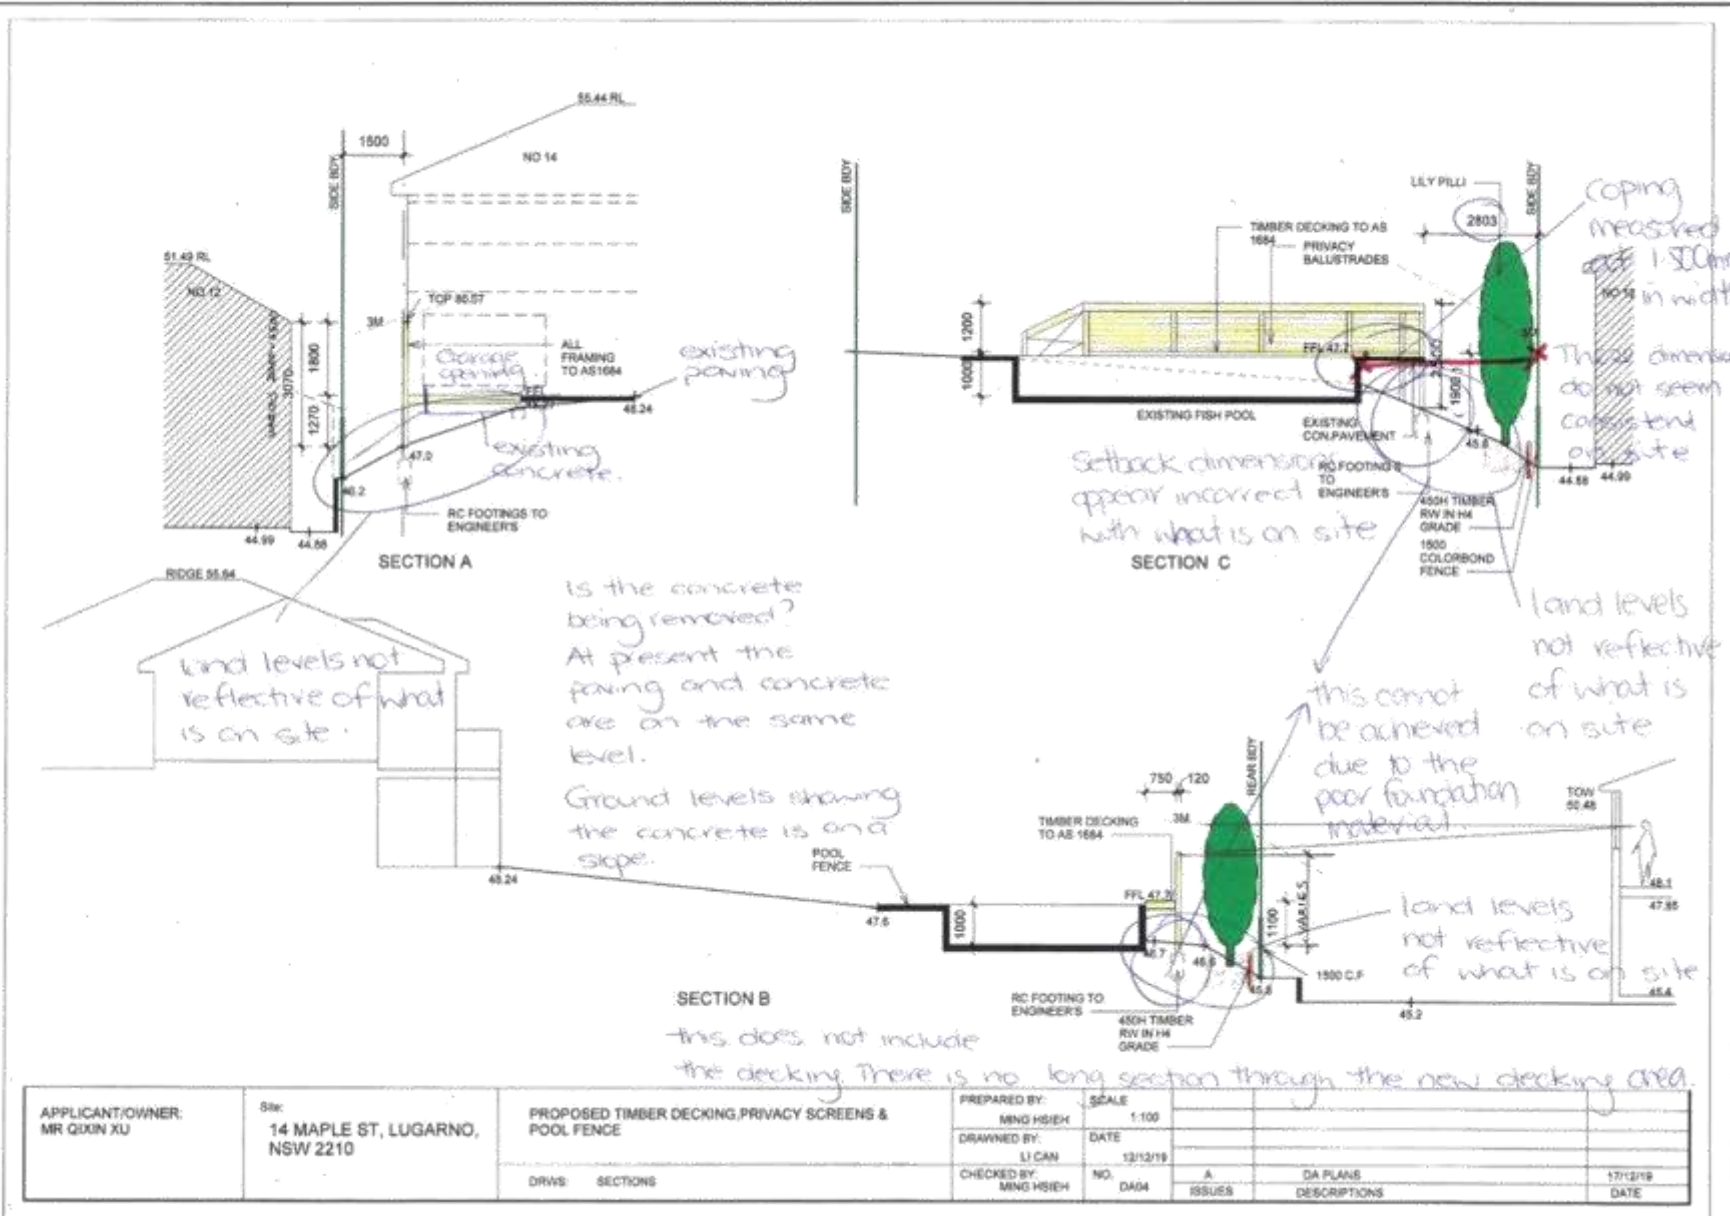 55.44 RL
1500
NO 14
SIDE BDY
51.49 RL
NO 12
TOP
3M
1800
3070
1270
ALL
FRAMING
TO AS1684
Garage
opening
existing
paving
FFL
48.24
existing
concrete.
47.0
46.2
RC FOOTINGS TO
ENGINEER'S
44.99
44.88
SECTION A
SIDE BDY
LILY PILLI
2803
SIDE BDY
TIMBER DECKING TO AS
1684
PRIVACY
BALUSTRADES
coping
measured
at 1500mm
in width
1200
1000
FFL 47.7
EXISTING FISH POOL
EXISTING
CON.PAVEMENT
These dimensions
do not seem
consistent
on site
45.8
44.88
44.99
Setback dimensions
appear incorrect
with what is on site
RC FOOTING'S
TO
ENGINEER'S
450H TIMBER
RW IN H4
GRADE
1500
COLORBOND
FENCE
SECTION C
land levels
not reflective
of what is
on site
RIDGE 55.64
Land levels not
reflective of what
is on site.
Is the concrete
being removed?
At present the
paving and concrete
are on the same
level.
Ground levels showing
the concrete is on a
slope.
this cannot
be achieved
due to the
poor foundation
material.
48.24
POOL
FENCE
47.6
1000
TIMBER DECKING
TO AS 1684
750
120
3M
REAR BDY
FFL 47.7
46.6
45.8
1100
VARIES
1500 C.F
TOW
50.48
48.1
47.85
45.4
45.2
land levels
not reflective
of what is on site.
RC FOOTING TO
ENGINEER'S
450H TIMBER
RW IN H4
GRADE
SECTION B
this does not include
the decking. There is no long section through the new decking area.
APPLICANT/OWNER:
MR QIXIN XU
Site:
14 MAPLE ST, LUGARNO,
NSW 2210
PROPOSED TIMBER DECKING,PRIVACY SCREENS &
POOL FENCE
DRWS: SECTIONS
PREPARED BY:
MING HSIEH
DRAWNED BY:
LI CAN
CHECKED BY:
MING HSIEH
SCALE
1:100
DATE
12/12/19
NO.
DA04
A
DA PLANS
17/12/19
ISSUES
DESCRIPTIONS
DATE